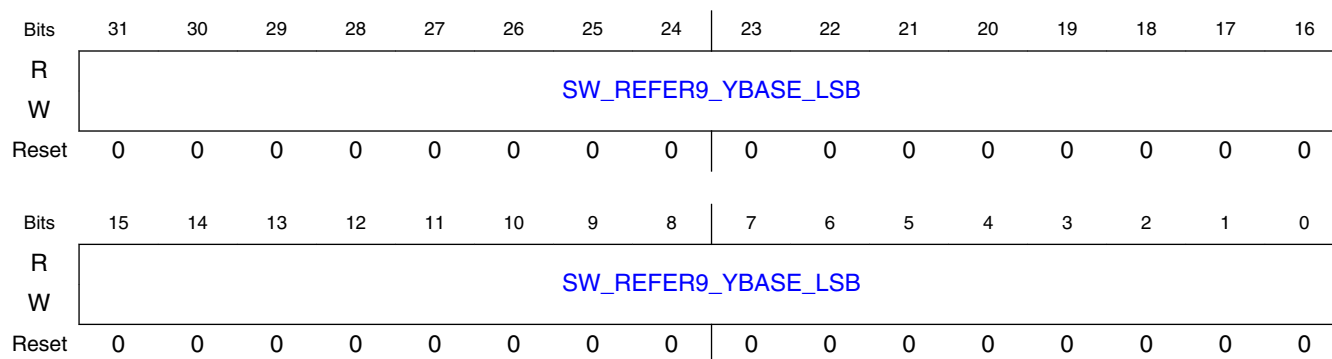 Bits 31 30 29 28 27 26 25 24 23 22 21 20 19 18 17 16
R
SW_REFER9_YBASE_LSB
W
Reset 0 0 0 0 0 0 0 0 0 0 0 0 0 0 0 0
Bits 15 14 13 12 11 10 9 8 7 6 5 4 3 2 1 0
R
SW_REFER9_YBASE_LSB
W
Reset 0 0 0 0 0 0 0 0 0 0 0 0 0 0 0 0